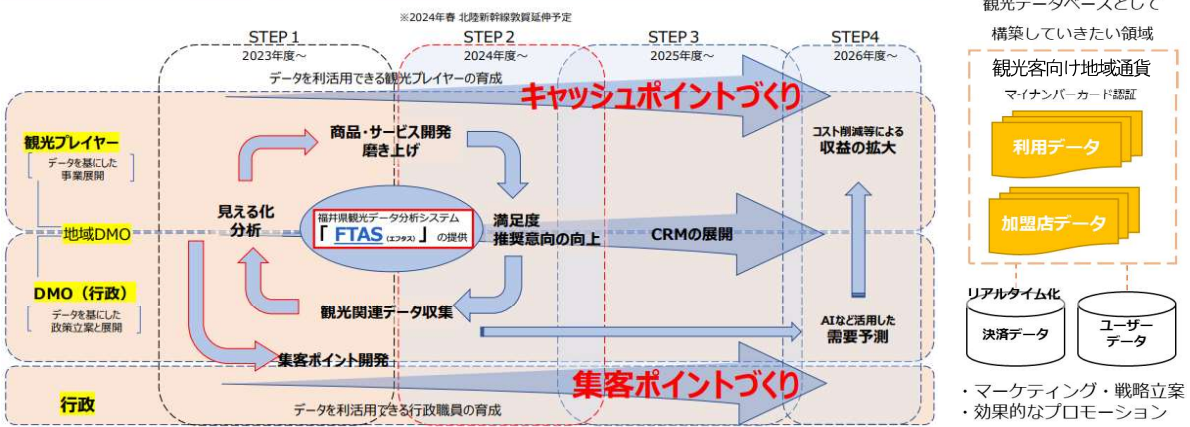 ※2024年春 北陸新幹線敦賀延伸予定
STEP 1
2023年度～
STEP 2
2024年度～
STEP 3
2025年度～
STEP4
2026年度～
データを利活用できる観光プレイヤーの育成
キャッシュポイントづくり
観光プレイヤー
データを基にした
事業展開
地域DMO
DMO（行政）
データを基にした
政策立案と展開
行政
商品・サービス開発
磨き上げ
見える化
分析
福井県観光データ分析システム
「 FTAS （エフタス） 」 の提供
満足度
推奨意向の向上
観光関連データ収集
集客ポイント開発
CRMの展開
コスト削減等による
収益の拡大
AIなど活用した
需要予測
集客ポイントづくり
データを利活用できる行政職員の育成
観光データベースとして
構築していきたい領域
観光客向け地域通貨
マイナンバーカード認証
利用データ
加盟店データ
リアルタイム化
決済データ
ユーザー
データ
・マーケティング・戦略立案
・効果的なプロモーション